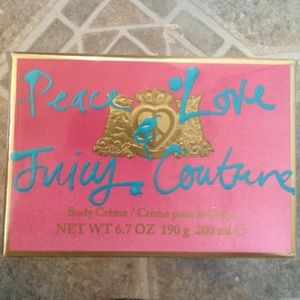 Peace Love
&
Juicy Couture
Body Crème / Crème pour le Corps
NET WT 6.7 OZ 190 g 200 ml e